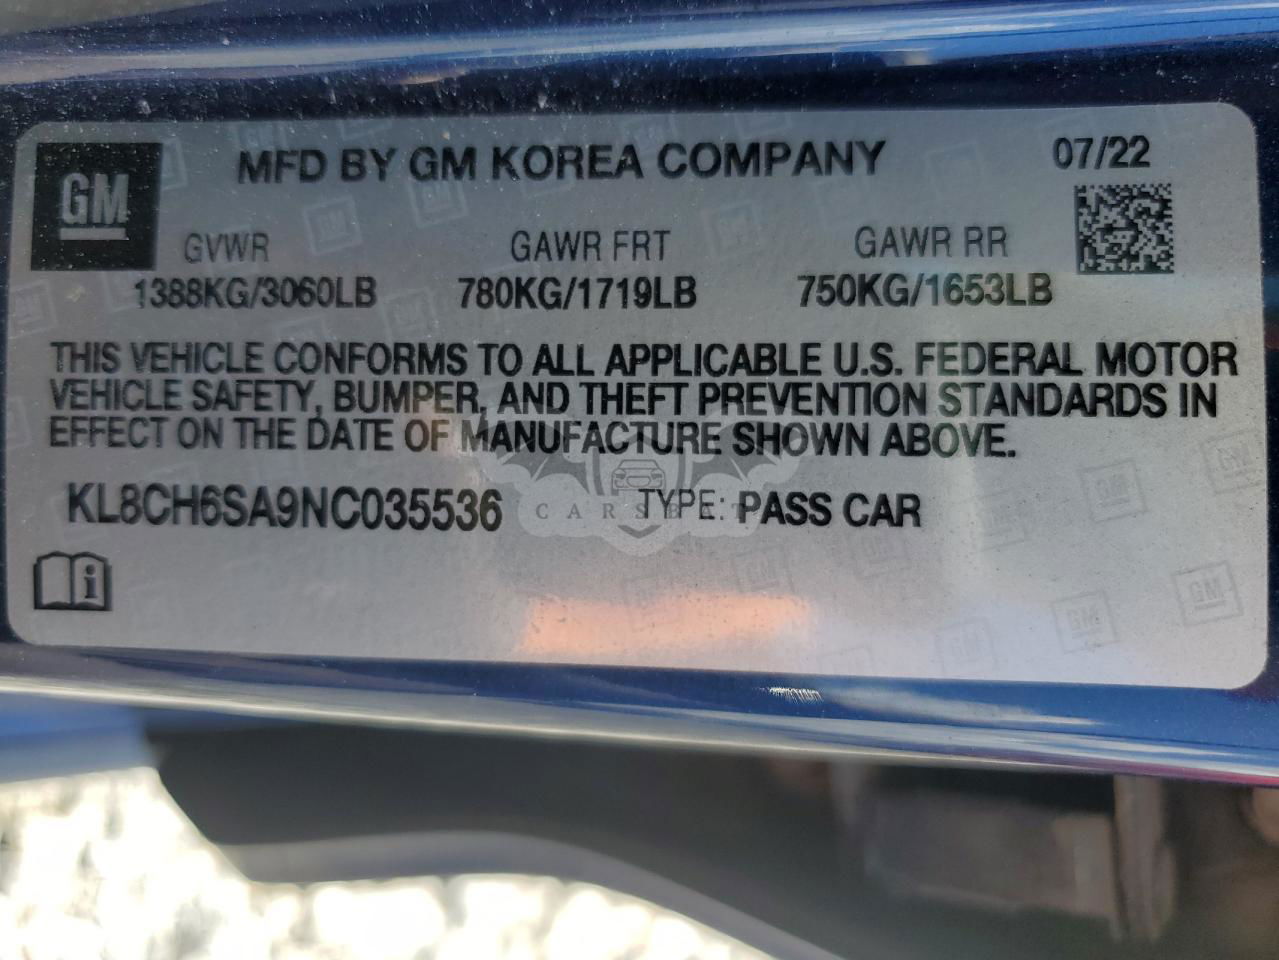 GM
MFD BY GM KOREA COMPANY
07/22
GVWR
GAWR FRT
GAWR RR
1388KG/3060LB
780KG/1719LB
750KG/1653LB
THIS VEHICLE CONFORMS TO ALL APPLICABLE U.S. FEDERAL MOTOR
VEHICLE SAFETY, BUMPER, AND THEFT PREVENTION STANDARDS IN
EFFECT ON THE DATE OF MANUFACTURE SHOWN ABOVE.
KL8CH6SA9NC035536
TYPE: PASS CAR
CARSBAT
i